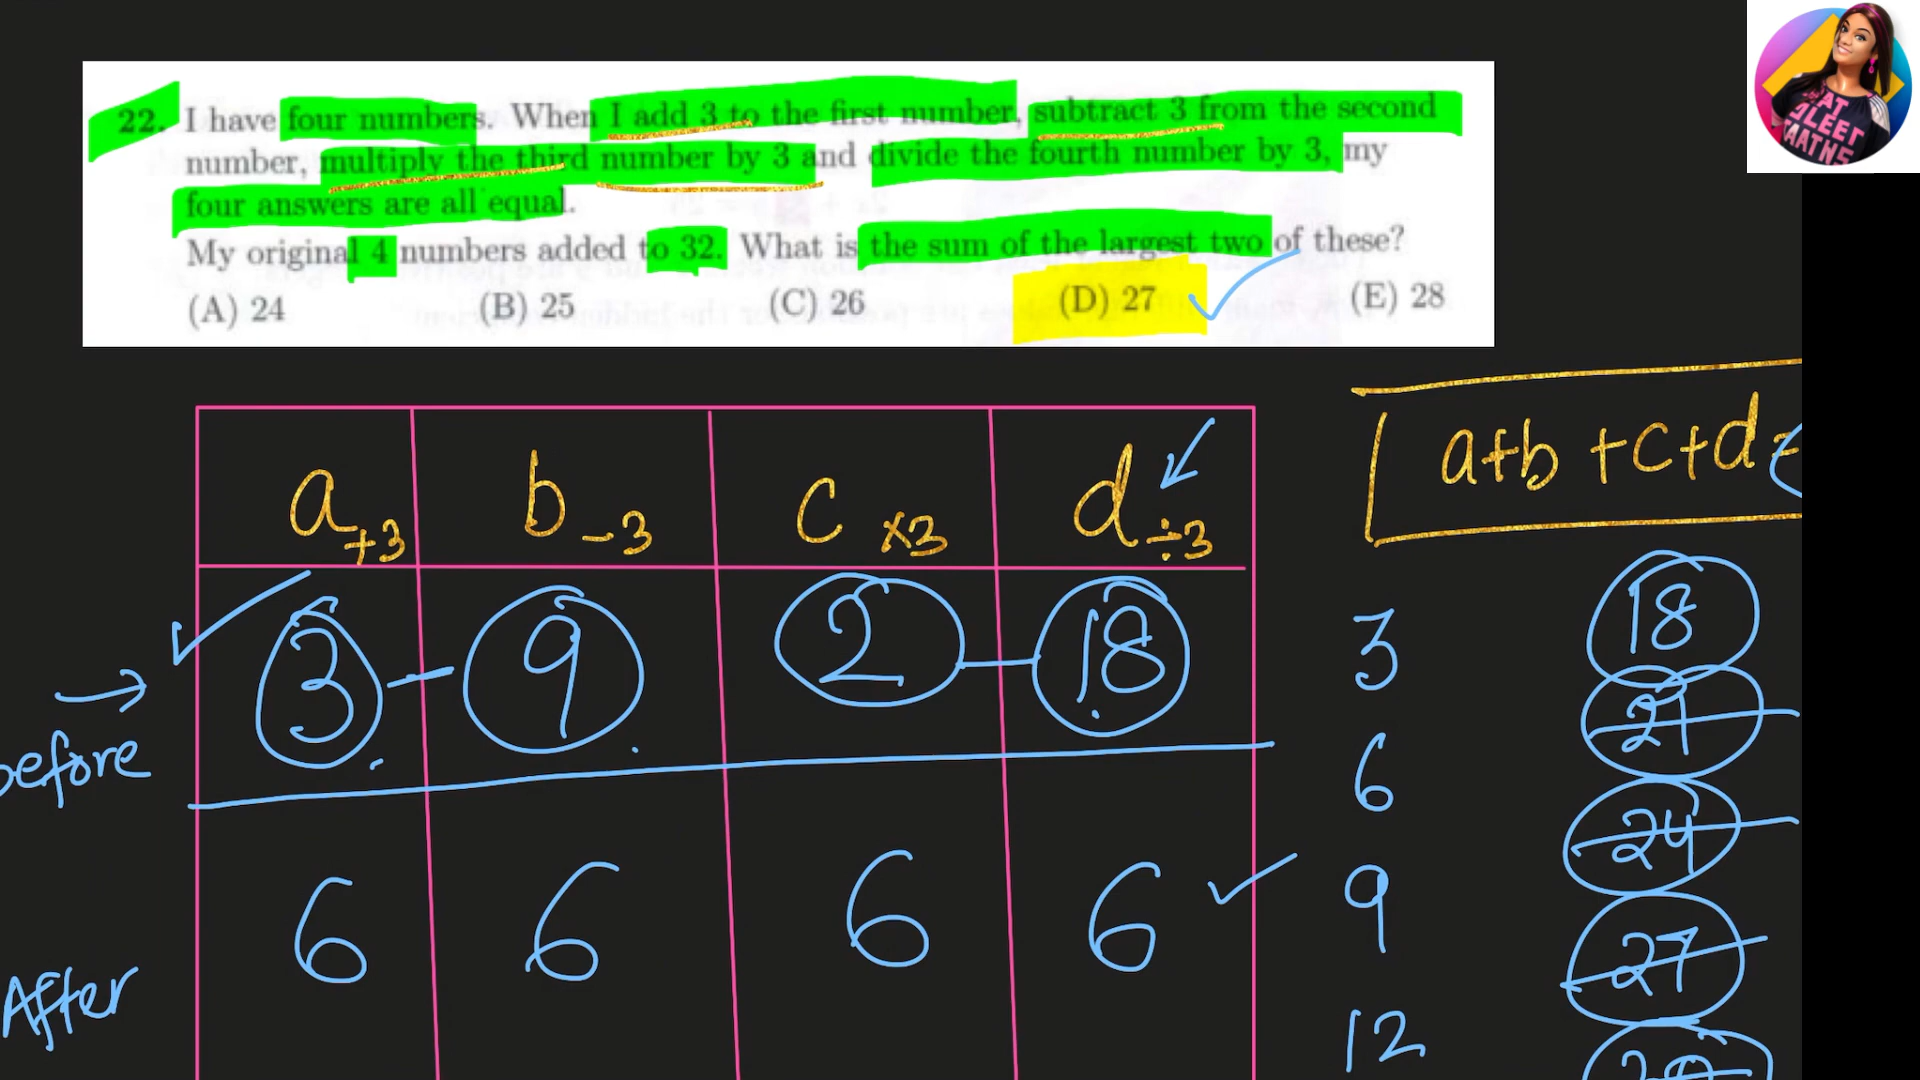 22. I have four numbers. When I add 3 to the first number, subtract 3 from the second
number, multiply the third number by 3 and divide the fourth number by 3, my
four answers are all equal.
My original 4 numbers added to 32. What is the sum of the largest two of these?
(A) 24 (B) 25 (C) 26 (D) 27 (E) 28
a+b+c+d=
a +3 b -3 c ×3 d ÷3
before 3 - 9 2 - 18
After 6 6 6 6
3 18
6 21
9 24
12 27